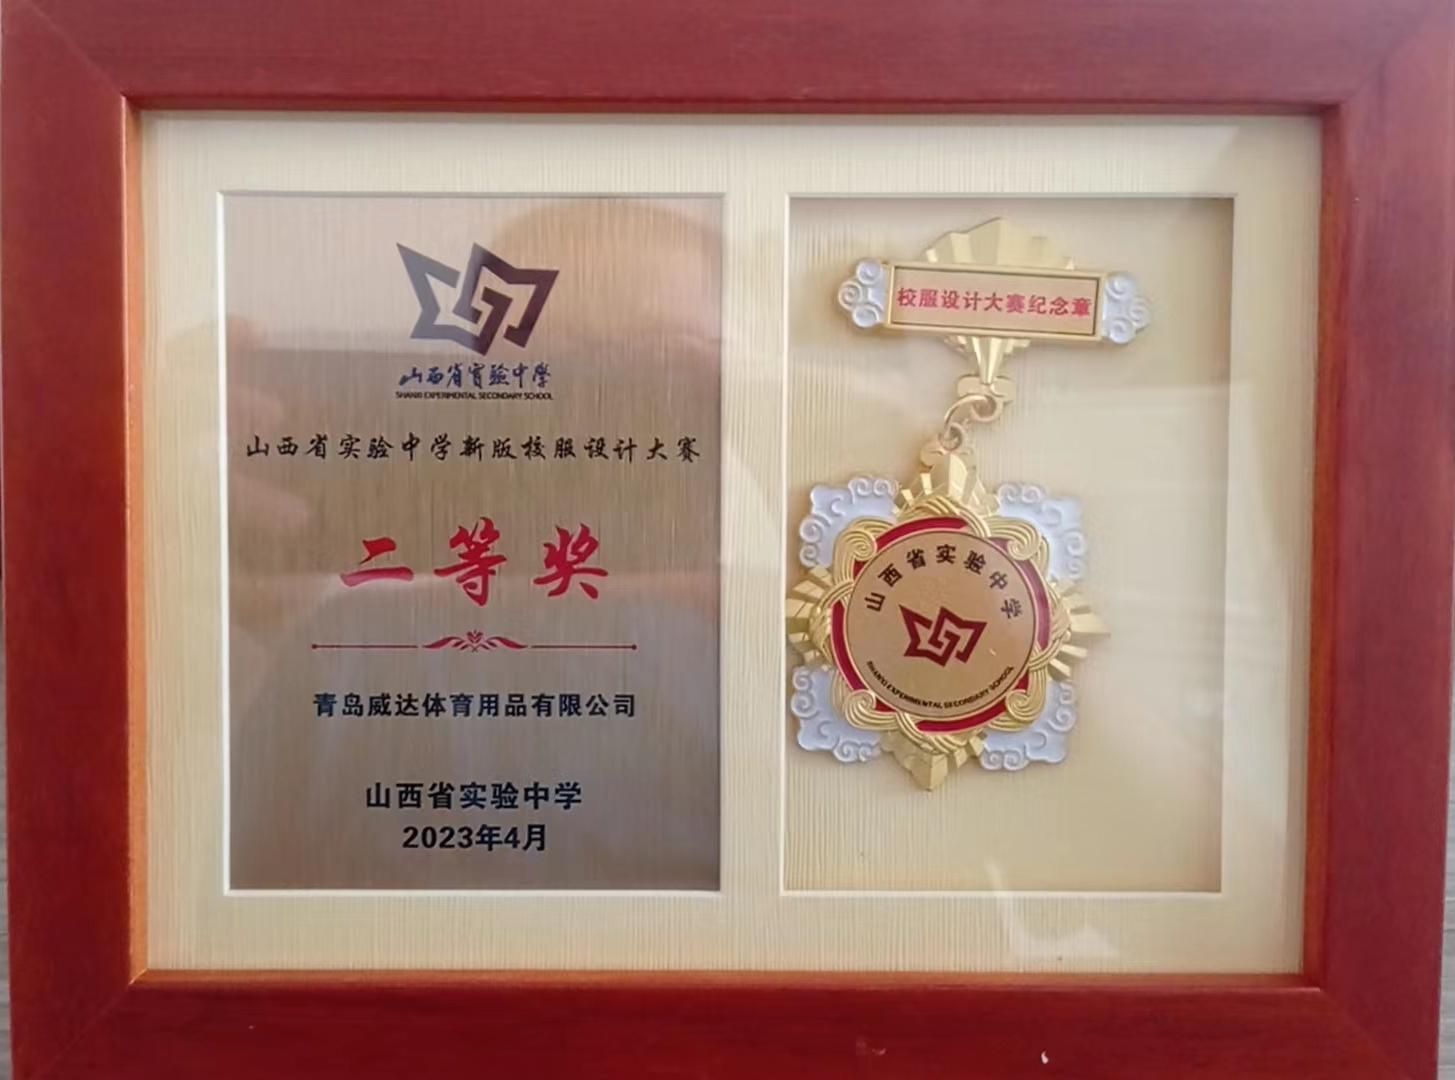 山西省实验中学
SHANXI EXPERIMENTAL SECONDARY SCHOOL
山西省实验中学新版校服设计大赛
二等奖
青岛威达体育用品有限公司
山西省实验中学
2023年4月
校服设计大赛纪念章
山西省实验中学
SHANXI EXPERIMENTAL SECONDARY SCHOOL